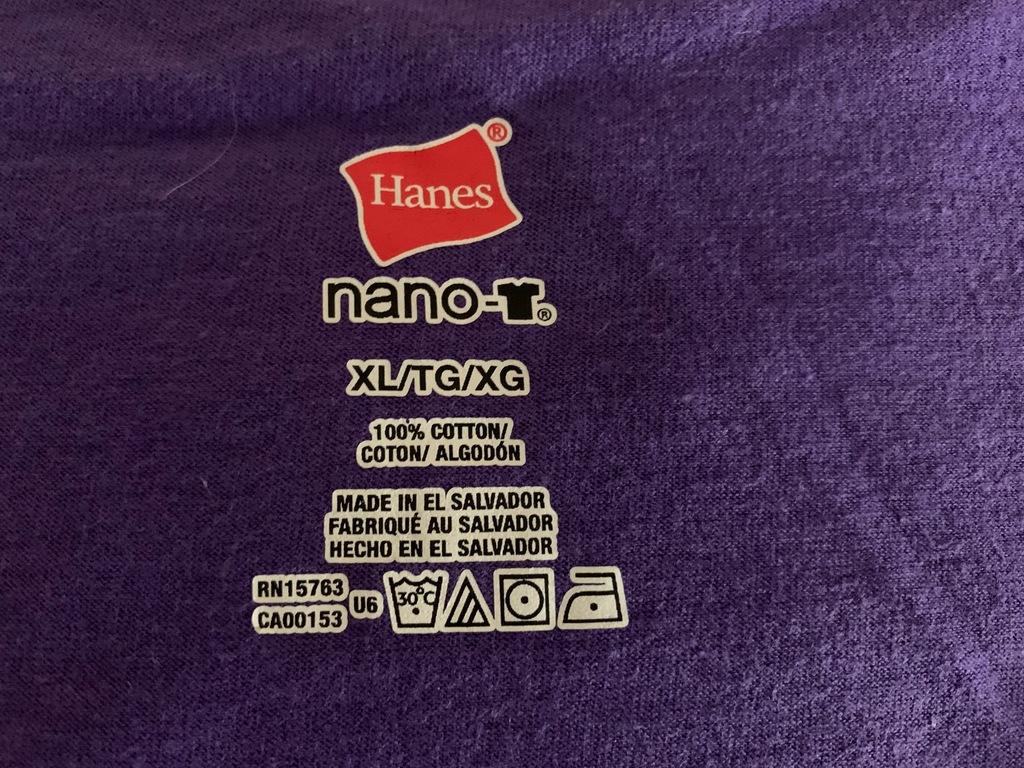 Hanes®
nano-T®
XL/TG/XG
100% COTTON/
COTON/ ALGODÓN
MADE IN EL SALVADOR
FABRIQUÉ AU SALVADOR
HECHO EN EL SALVADOR
RN15763
CA00153
U6
30°C